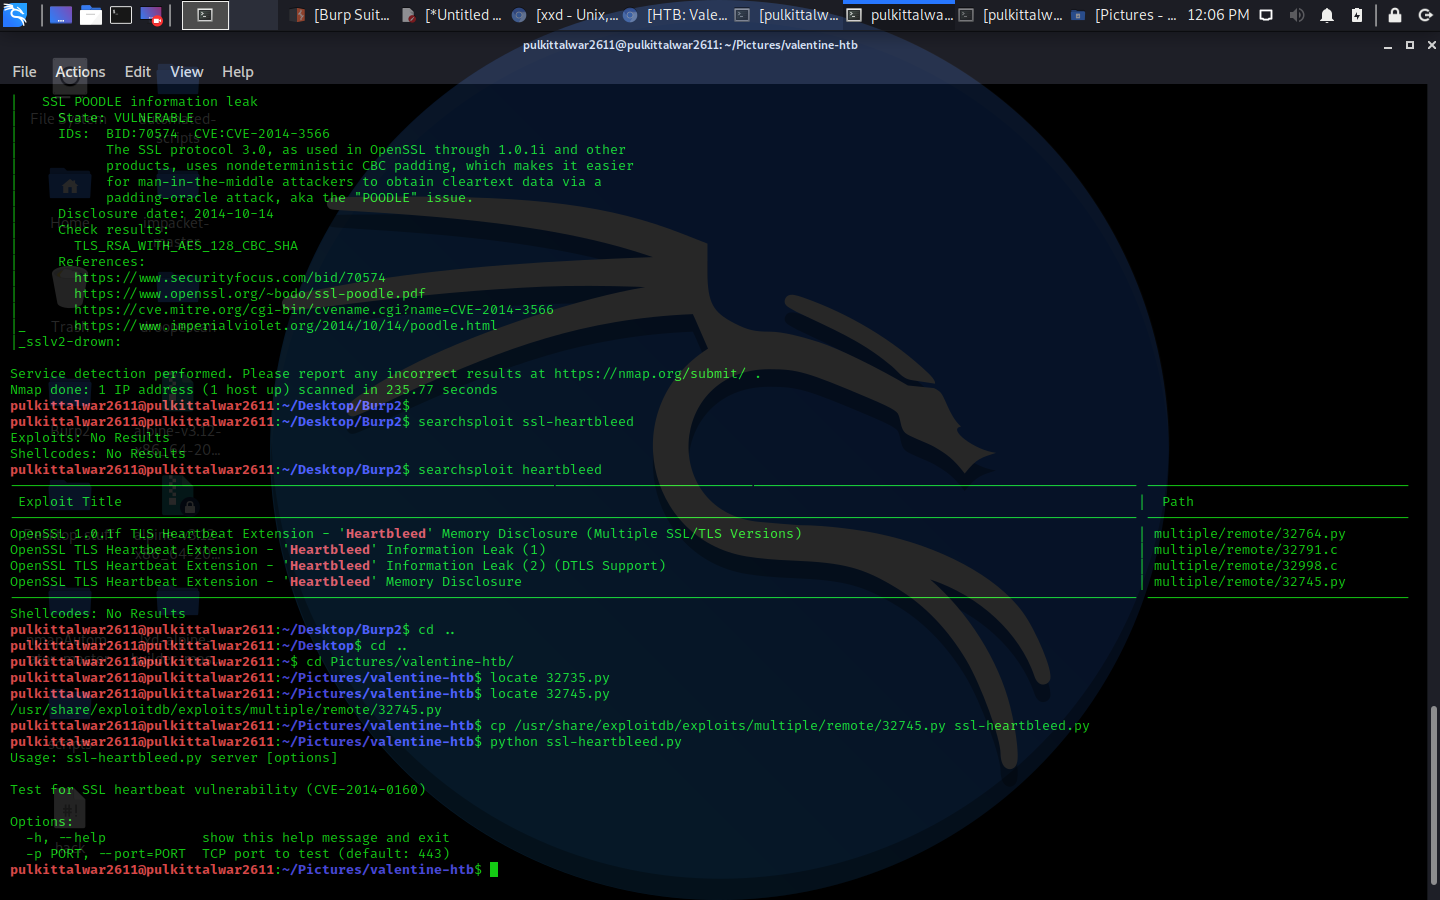 [Burp Suit...
[*Untitled ...
[xxd - Unix,...
[HTB: Vale...
[pulkittalw...
pulkittalwa...
[pulkittalw...
[Pictures - ...
12:06 PM
pulkittalwar2611@pulkittalwar2611: ~/Pictures/valentine-htb
File Actions Edit View Help
| SSL POODLE information leak
| State: VULNERABLE
| IDs: BID:70574 CVE:CVE-2014-3566
| The SSL protocol 3.0, as used in OpenSSL through 1.0.1i and other
| products, uses nondeterministic CBC padding, which makes it easier
| for man-in-the-middle attackers to obtain cleartext data via a
| padding-oracle attack, aka the "POODLE" issue.
| Disclosure date: 2014-10-14
| Check results:
| TLS_RSA_WITH_AES_128_CBC_SHA
| References:
| https://www.securityfocus.com/bid/70574
| https://www.openssl.org/~bodo/ssl-poodle.pdf
| https://cve.mitre.org/cgi-bin/cvename.cgi?name=CVE-2014-3566
|_ https://www.imperialviolet.org/2014/10/14/poodle.html
|_sslv2-drown:
Service detection performed. Please report any incorrect results at https://nmap.org/submit/ .
Nmap done: 1 IP address (1 host up) scanned in 235.77 seconds
pulkittalwar2611@pulkittalwar2611:~/Desktop/Burp2$
pulkittalwar2611@pulkittalwar2611:~/Desktop/Burp2$ searchsploit ssl-heartbleed
Exploits: No Results
Shellcodes: No Results
pulkittalwar2611@pulkittalwar2611:~/Desktop/Burp2$ searchsploit heartbleed
Exploit Title | Path
OpenSSL 1.0.1f TLS Heartbeat Extension - 'Heartbleed' Memory Disclosure (Multiple SSL/TLS Versions) | multiple/remote/32764.py
OpenSSL TLS Heartbeat Extension - 'Heartbleed' Information Leak (1) | multiple/remote/32791.c
OpenSSL TLS Heartbeat Extension - 'Heartbleed' Information Leak (2) (DTLS Support) | multiple/remote/32998.c
OpenSSL TLS Heartbeat Extension - 'Heartbleed' Memory Disclosure | multiple/remote/32745.py
Shellcodes: No Results
pulkittalwar2611@pulkittalwar2611:~/Desktop/Burp2$ cd ..
pulkittalwar2611@pulkittalwar2611:~/Desktop$ cd ..
pulkittalwar2611@pulkittalwar2611:~$ cd Pictures/valentine-htb/
pulkittalwar2611@pulkittalwar2611:~/Pictures/valentine-htb$ locate 32735.py
pulkittalwar2611@pulkittalwar2611:~/Pictures/valentine-htb$ locate 32745.py
/usr/share/exploitdb/exploits/multiple/remote/32745.py
pulkittalwar2611@pulkittalwar2611:~/Pictures/valentine-htb$ cp /usr/share/exploitdb/exploits/multiple/remote/32745.py ssl-heartbleed.py
pulkittalwar2611@pulkittalwar2611:~/Pictures/valentine-htb$ python ssl-heartbleed.py
Usage: ssl-heartbleed.py server [options]
Test for SSL heartbeat vulnerability (CVE-2014-0160)
Options:
-h, --help show this help message and exit
-p PORT, --port=PORT TCP port to test (default: 443)
pulkittalwar2611@pulkittalwar2611:~/Pictures/valentine-htb$